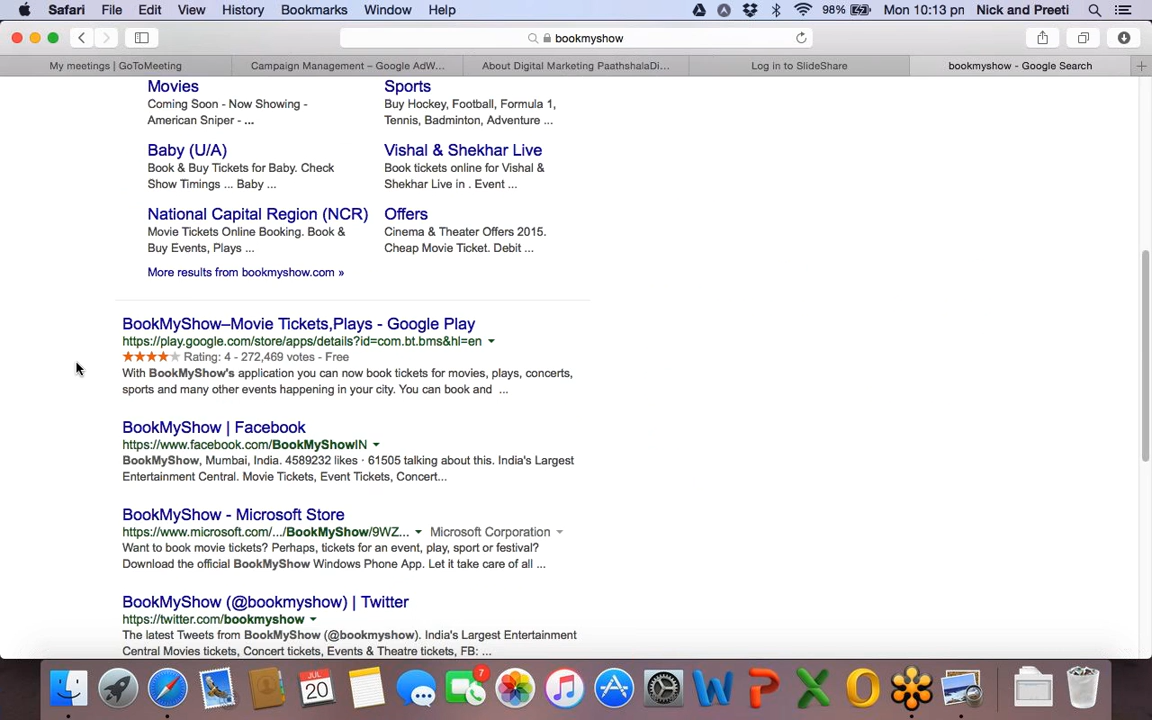 Safari File Edit View History Bookmarks Window Help 98% Mon 10:13 pm Nick and Preeti
bookmyshow
My meetings | GoToMeeting
Campaign Management – Google AdW...
About Digital Marketing PaathshalaDi...
Log in to SlideShare
bookmyshow - Google Search
Movies
Coming Soon - Now Showing -
American Sniper - ...
Sports
Buy Hockey, Football, Formula 1,
Tennis, Badminton, Adventure ...
Baby (U/A)
Book & Buy Tickets for Baby. Check
Show Timings ... Baby ...
Vishal & Shekhar Live
Book tickets online for Vishal &
Shekhar Live in . Event ...
National Capital Region (NCR)
Movie Tickets Online Booking. Book &
Buy Events, Plays ...
Offers
Cinema & Theater Offers 2015.
Cheap Movie Ticket. Debit ...
More results from bookmyshow.com »
BookMyShow–Movie Tickets,Plays - Google Play
https://play.google.com/store/apps/details?id=com.bt.bms&hl=en
Rating: 4 - 272,469 votes - Free
With BookMyShow's application you can now book tickets for movies, plays, concerts,
sports and many other events happening in your city. You can book and ...
BookMyShow | Facebook
https://www.facebook.com/BookMyShowIN
BookMyShow, Mumbai, India. 4589232 likes · 61505 talking about this. India's Largest
Entertainment Central. Movie Tickets, Event Tickets, Concert...
BookMyShow - Microsoft Store
https://www.microsoft.com/.../BookMyShow/9WZ... Microsoft Corporation
Want to book movie tickets? Perhaps, tickets for an event, play, sport or festival?
Download the official BookMyShow Windows Phone App. Let it take care of all ...
BookMyShow (@bookmyshow) | Twitter
https://twitter.com/bookmyshow
The latest Tweets from BookMyShow (@bookmyshow). India's Largest Entertainment
Central Movies tickets, Concert tickets, Events & Theatre tickets, FB: ...
JUL
20
7